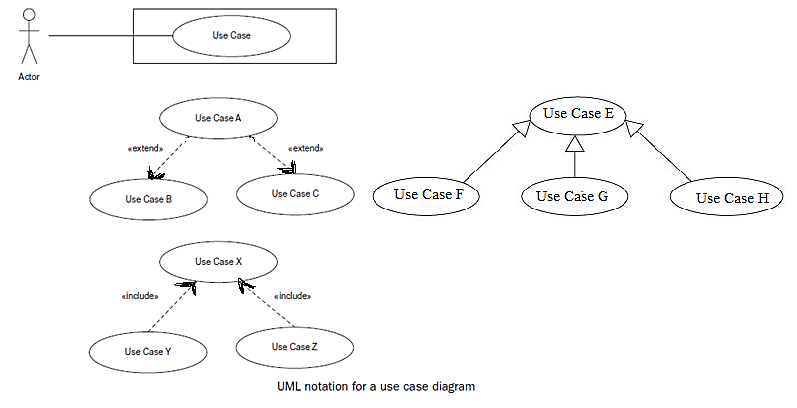 Use Case
Actor
Use Case A
«extend»
«extend»
Use Case B
Use Case C
Use Case E
Use Case F
Use Case G
Use Case H
Use Case X
«include»
«include»
Use Case Y
Use Case Z
UML notation for a use case diagram